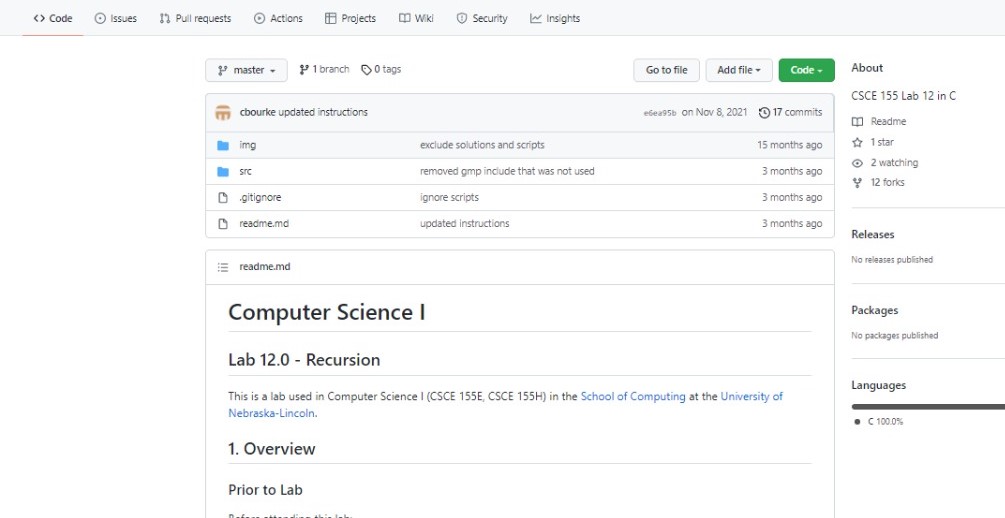 Code Issues Pull requests Actions Projects Wiki Security Insights
master 1 branch 0 tags Go to file Add file Code
cbourke updated instructions e6ea95b on Nov 8, 2021 17 commits
img exclude solutions and scripts 15 months ago
src removed gmp include that was not used 3 months ago
.gitignore ignore scripts 3 months ago
readme.md updated instructions 3 months ago
readme.md
Computer Science I
Lab 12.0 - Recursion
This is a lab used in Computer Science I (CSCE 155E, CSCE 155H) in the School of Computing at the University of
Nebraska-Lincoln.
1. Overview
Prior to Lab
Before attending this lab:
About
CSCE 155 Lab 12 in C
Readme
1 star
2 watching
12 forks
Releases
No releases published
Packages
No packages published
Languages
C 100.0%